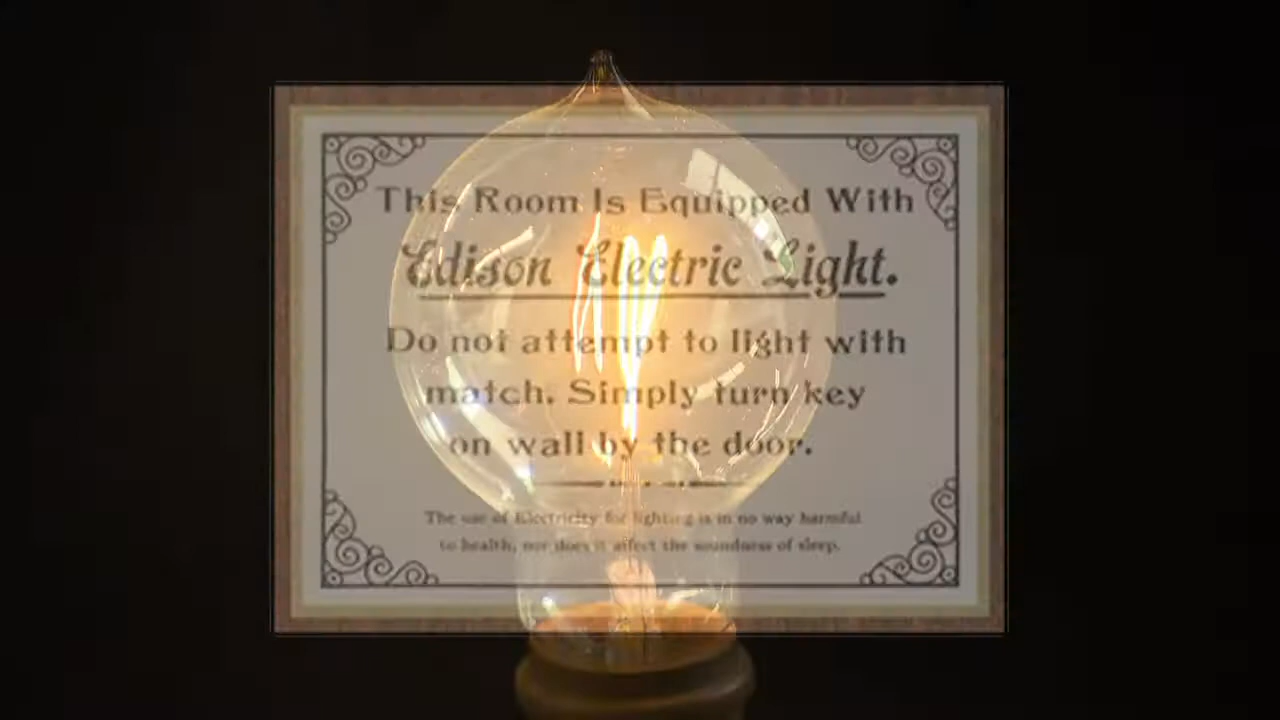 This Room Is Equipped With
Edison Electric Light.
Do not attempt to light with
match. Simply turn key
on wall by the door.
The use of Electricity for lighting is in no way harmful
to health, nor does it affect the soundness of sleep.